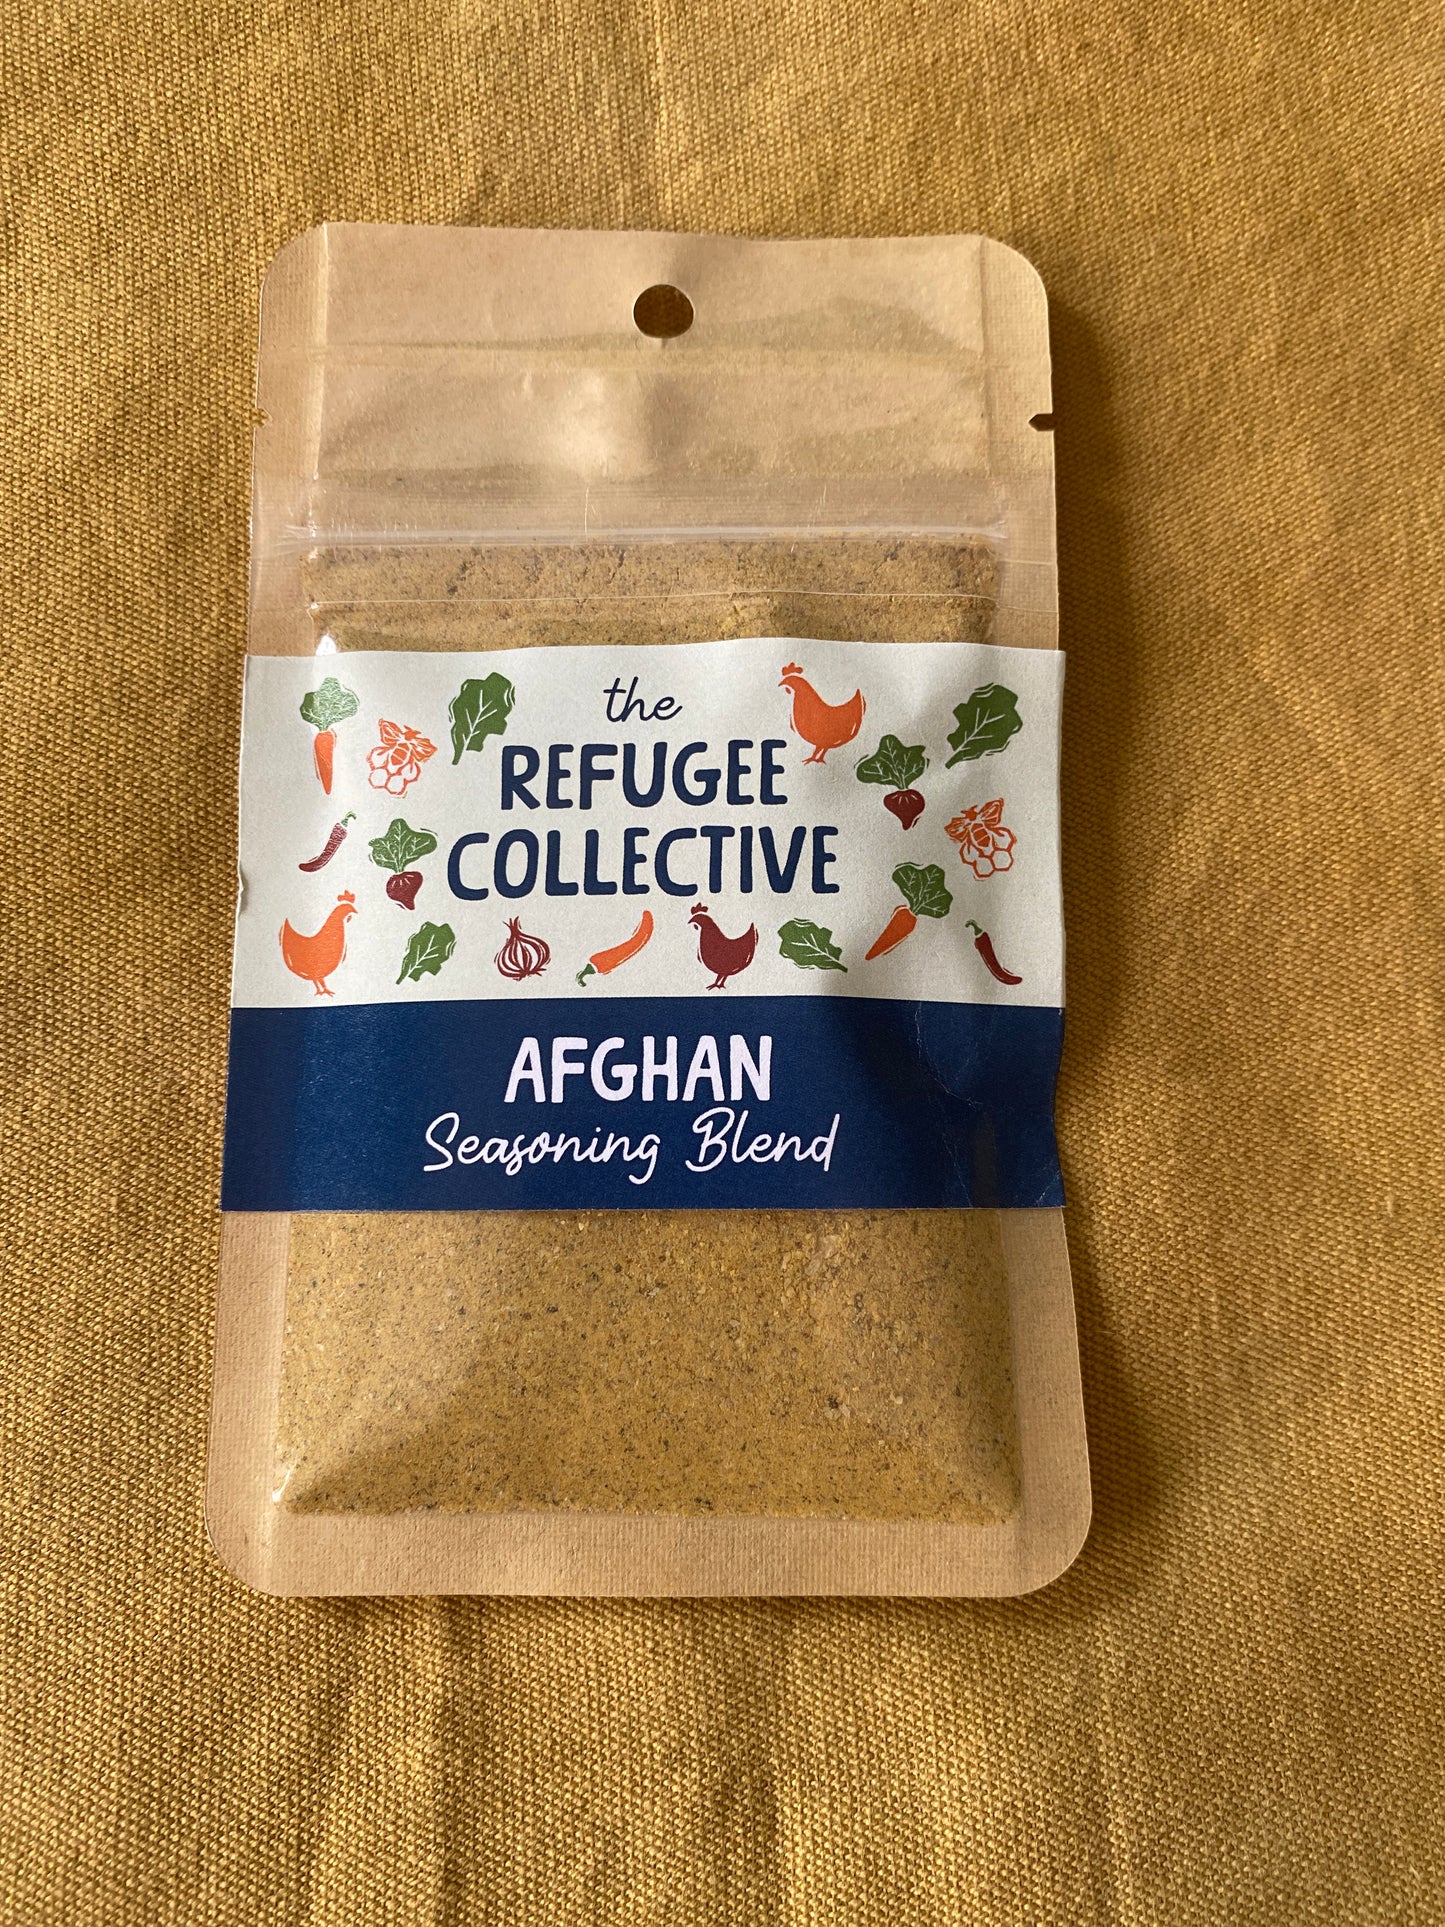 the
REFUGEE
COLLECTIVE
AFGHAN
Seasoning Blend